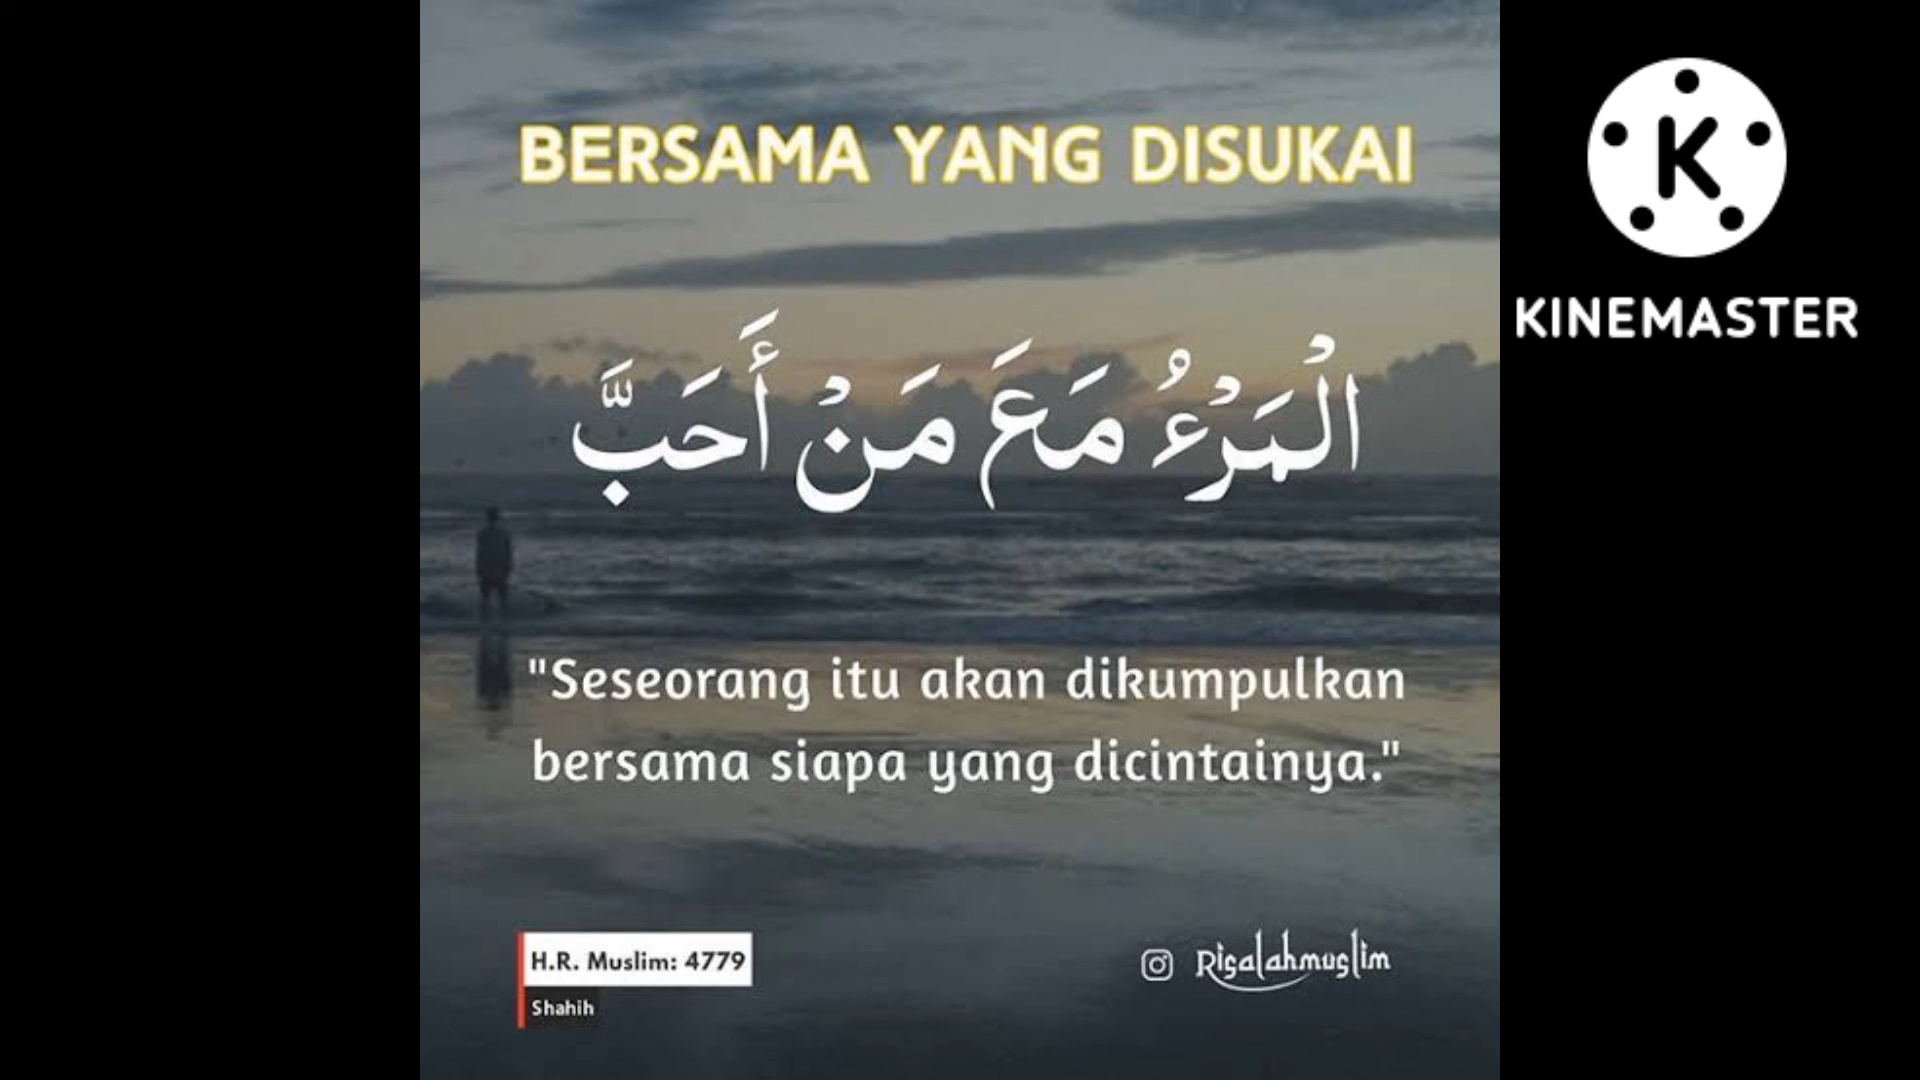 BERSAMA YANG DISUKAI
الْمَرْءُ مَعَ مَنْ أَحَبَّ
"Seseorang itu akan dikumpulkan
bersama siapa yang dicintainya."
H.R. Muslim: 4779
Shahih
Risalahmuslim
K
KINEMASTER